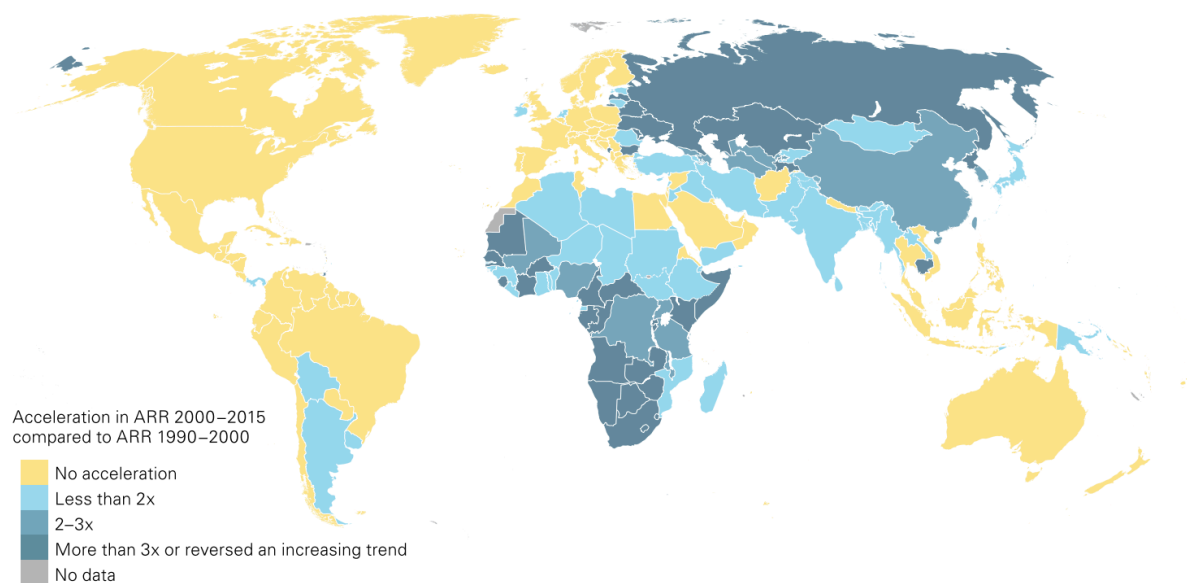 Acceleration in ARR 2000–2015
compared to ARR 1990–2000
No acceleration
Less than 2x
2–3x
More than 3x or reversed an increasing trend
No data